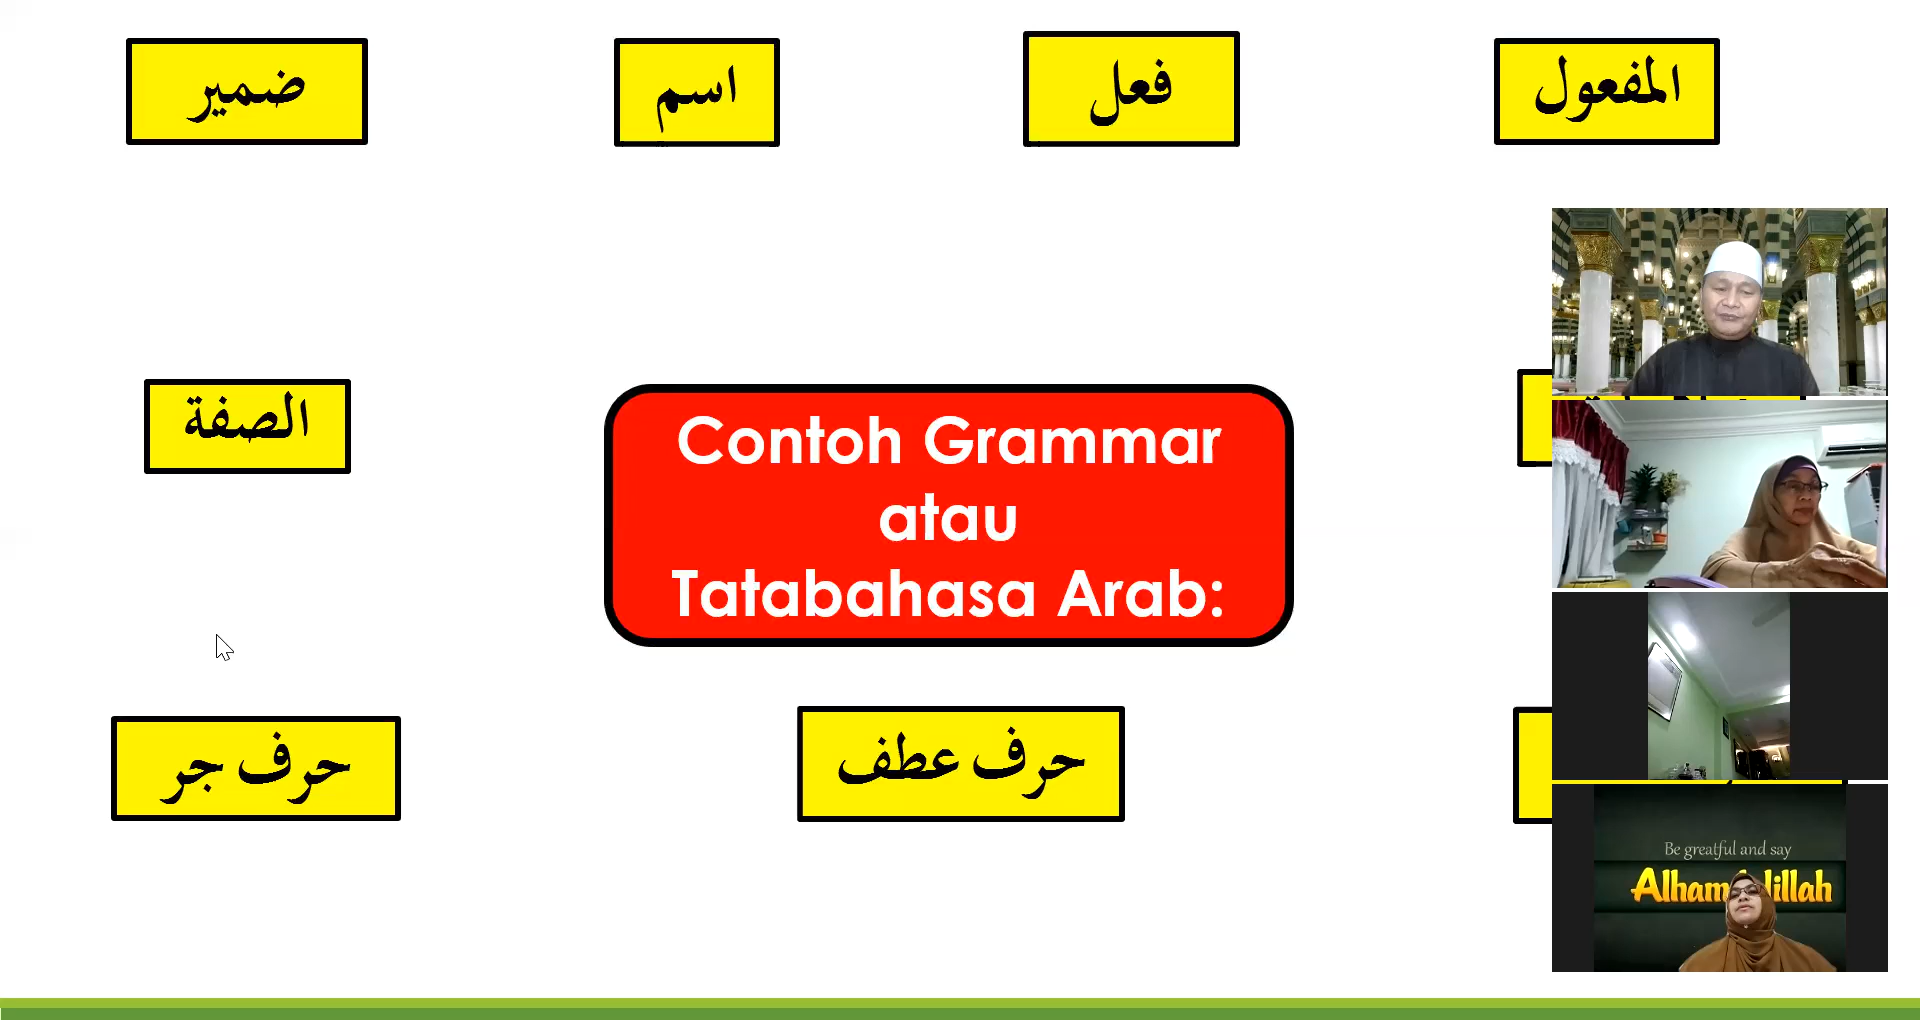 ضمير
اسم
فعل
المفعول
الصفة
Contoh Grammar
atau
Tatabahasa Arab:
حرف جر
حرف عطف
Be greatful and say